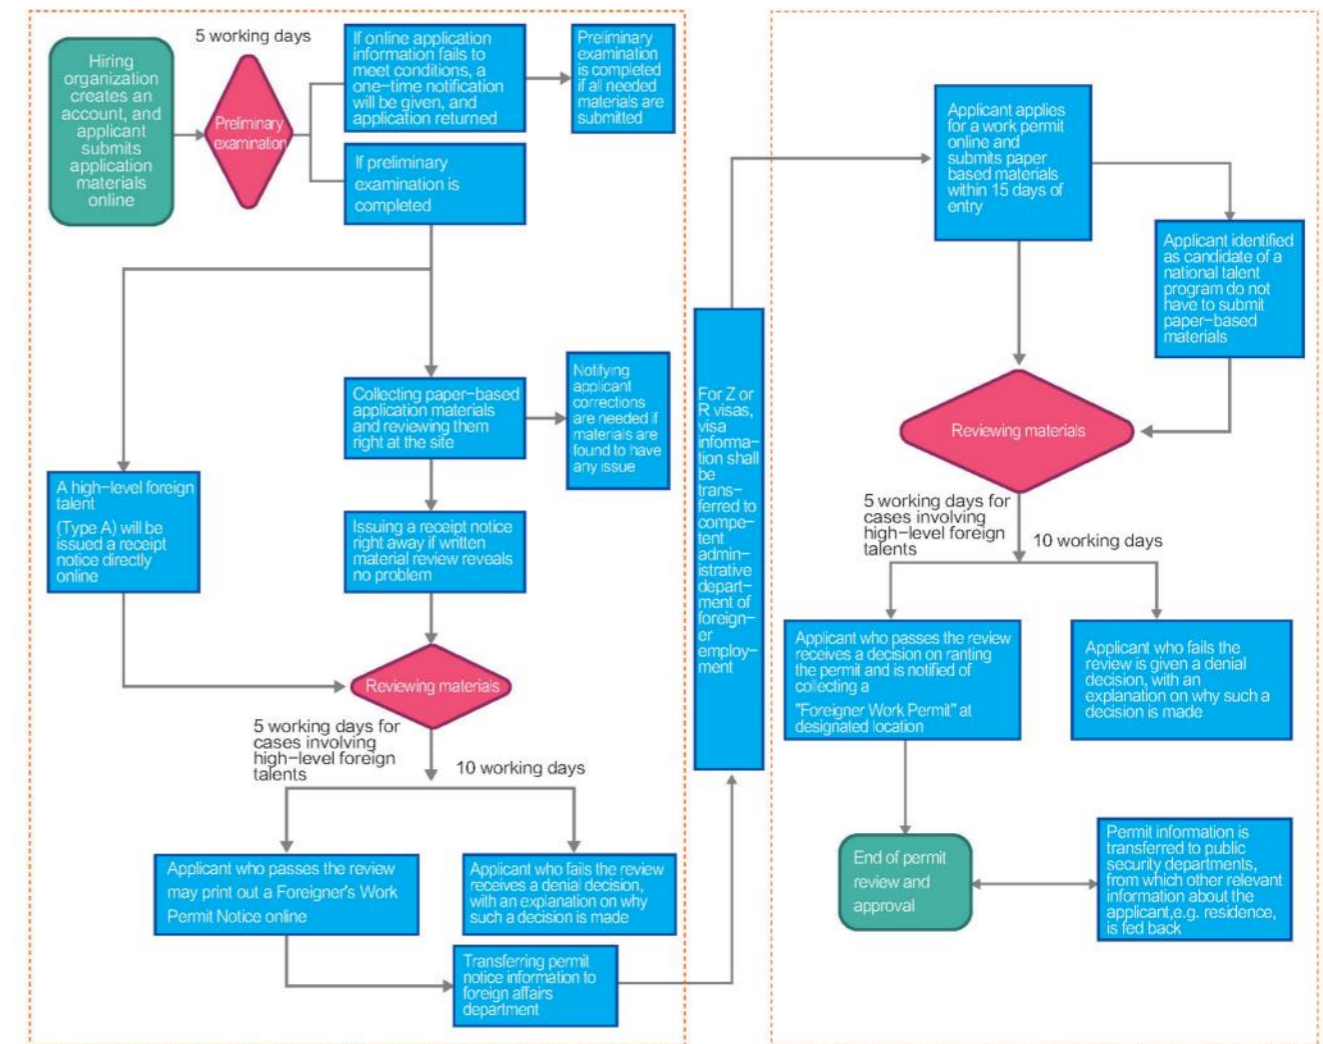 Hiring
organization
creates an
account, and
applicant
submits
application
materials
online
5 working days
Preliminary
examination
If online application
information fails to
meet conditions, a
one-time notification
will be given, and
application returned
Preliminary
examination
is completed
if all needed
materials are
submitted
If preliminary
examination is
completed
A high-level foreign
talent
(Type A) will be
issued a receipt
notice directly
online
Collecting paper-based
application materials
and reviewing them
right at the site
Notifying
applicant
corrections
are needed if
materials are
found to have
any issue
Issuing a receipt notice
right away if written
material review reveals
no problem
Reviewing materials
5 working days for
cases involving
high-level foreign
talents
10 working days
Applicant who passes the review
may print out a Foreigner's Work
Permit Notice online
Applicant who fails the review
receives a denial decision,
with an explanation on why
such a decision is made
Transferring permit
notice information to
foreign affairs
department
For Z or
R visas,
visa
informa-
tion shall
be
trans-
ferred to
compe-
tent
admin-
istrative
depart-
ment of
foreign-
er
employ-
ment
Applicant applies
for a work permit
online and
submits paper
based materials
within 15 days of
entry
Applicant identified
as candidate of a
national talent
program do not
have to submit
paper-based
materials
Reviewing materials
5 working days for
cases involving
high-level foreign
talents
10 working days
Applicant who passes the review
receives a decision on ranting
the permit and is notified of
collecting a
"Foreigner Work Permit" at
designated location
Applicant who fails the
review is given a denial
decision, with an
explanation on why such a
decision is made
End of permit
review and
approval
Permit information is
transferred to public
security departments,
from which other relevant
information about the
applicant,e.g. residence,
is fed back